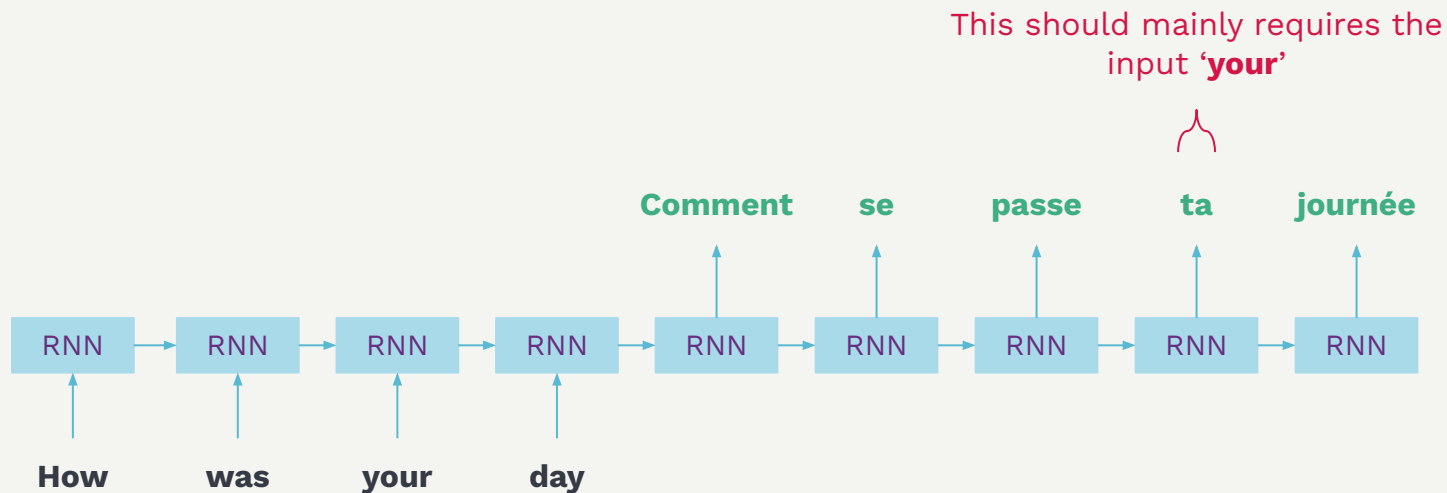 This should mainly requires the
input ‘your’
Comment se passe ta journée
RNN RNN RNN RNN RNN RNN RNN RNN RNN
How was your day